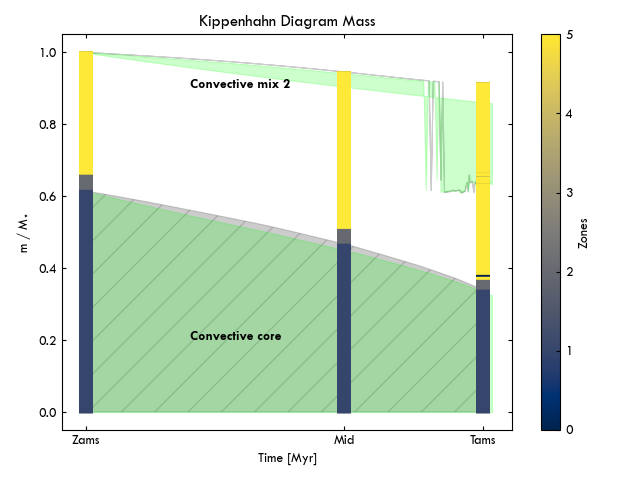 Kippenhahn Diagram Mass
1.0
0.8
0.6
0.4
0.2
0.0
m / M*
Convective mix 2
Convective core
Zams
Mid
Tams
Time [Myr]
5
4
3
2
1
0
Zones